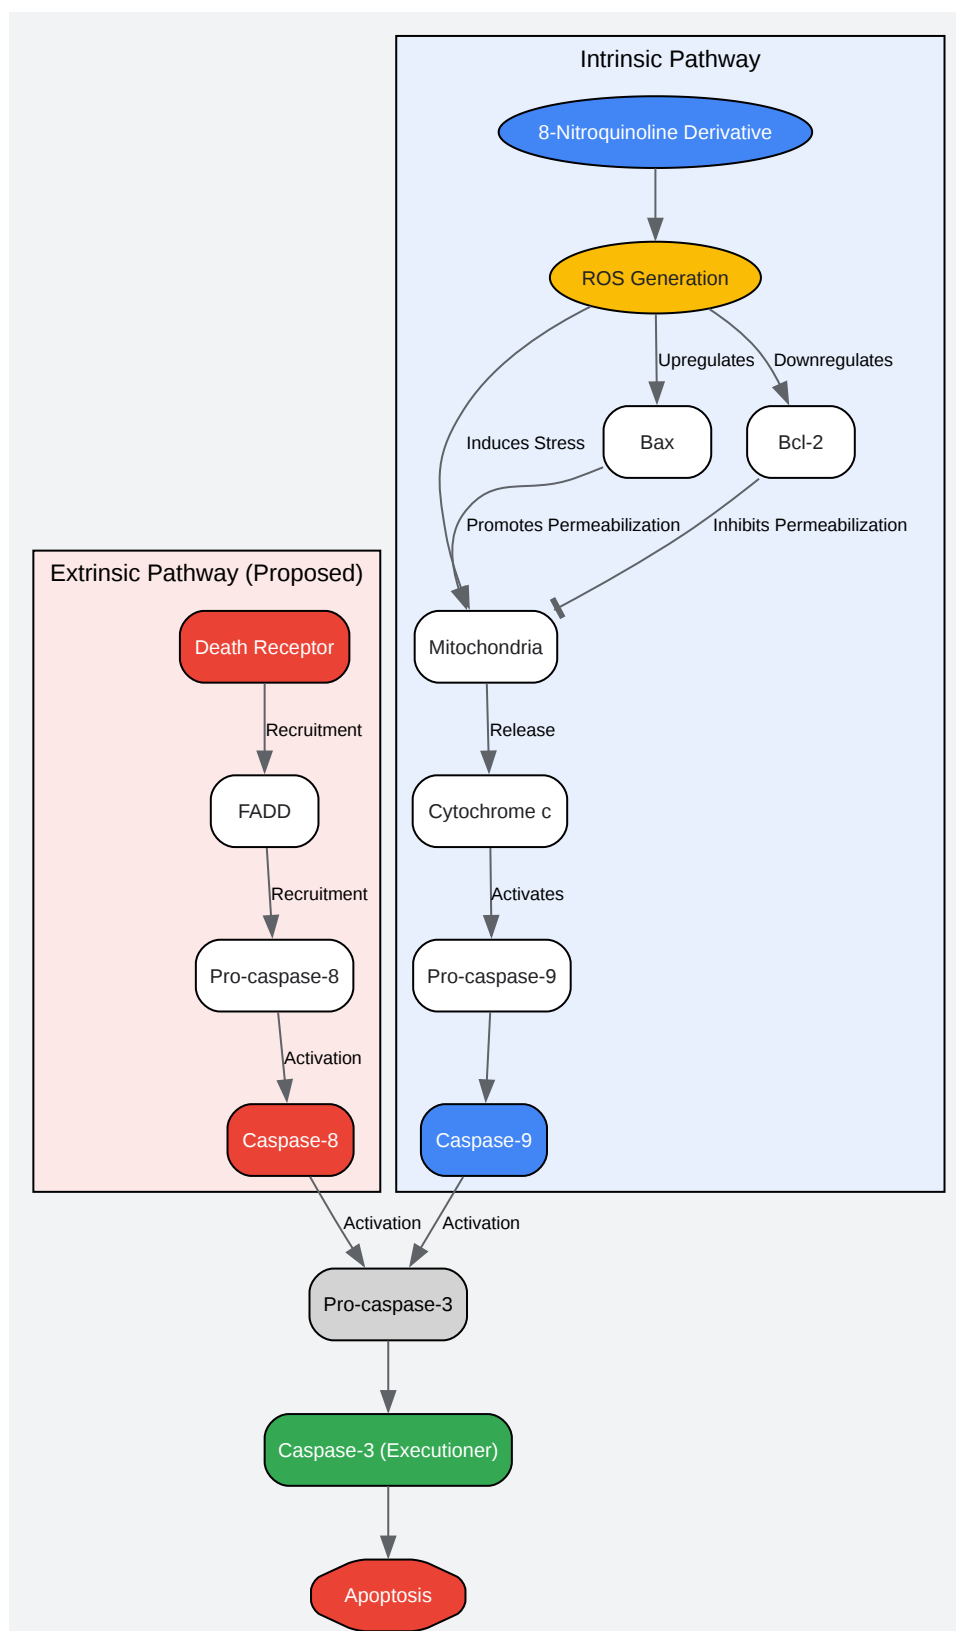 Intrinsic Pathway
8-Nitroquinoline Derivative
ROS Generation
Upregulates
Downregulates
Bax
Bcl-2
Induces Stress
Promotes Permeabilization
Inhibits Permeabilization
Mitochondria
Release
Cytochrome c
Activates
Pro-caspase-9
Caspase-9
Extrinsic Pathway (Proposed)
Death Receptor
Recruitment
FADD
Recruitment
Pro-caspase-8
Activation
Caspase-8
Activation
Activation
Pro-caspase-3
Caspase-3 (Executioner)
Apoptosis